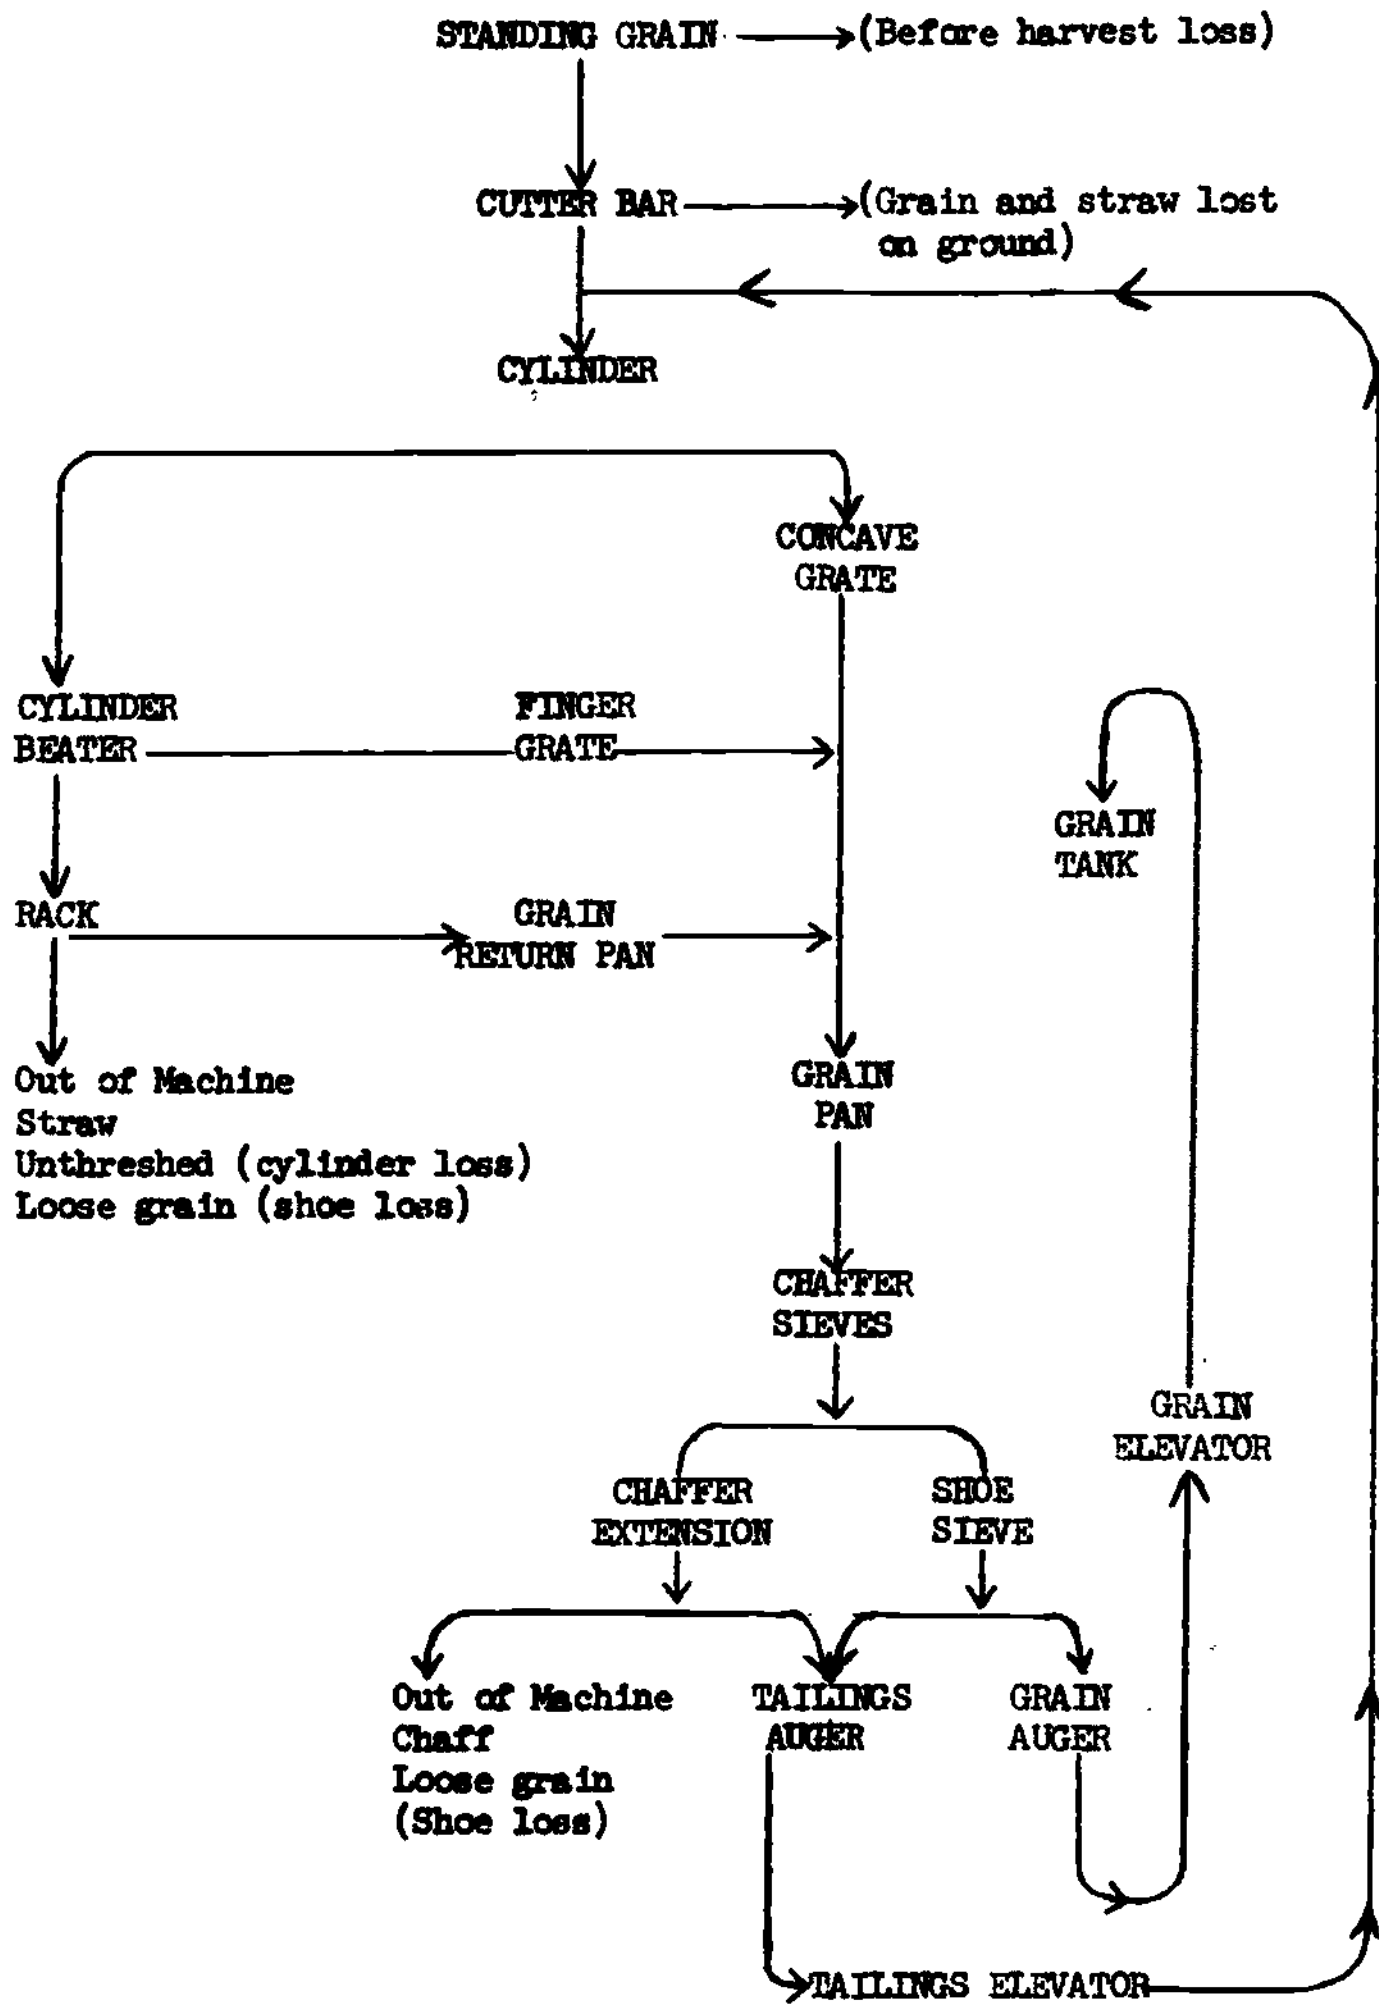 STANDING GRAIN (Before harvest loss)
CUTTER BAR (Grain and straw lost
on ground)
CYLINDER
CONCAVE
GRATE
CYLINDER
BEATER
FINGER
GRATE
GRAIN
TANK
RACK
GRAIN
RETURN PAN
Out of Machine
Straw
Unthreshed (cylinder loss)
Loose grain (shoe loss)
GRAIN
PAN
CHAFFER
SIEVES
GRAIN
ELEVATOR
CHAFFER
EXTENSION
SHOE
SIEVE
Out of Machine
Chaff
Loose grain
(Shoe loss)
TAILINGS
AUGER
GRAIN
AUGER
TAILINGS ELEVATOR